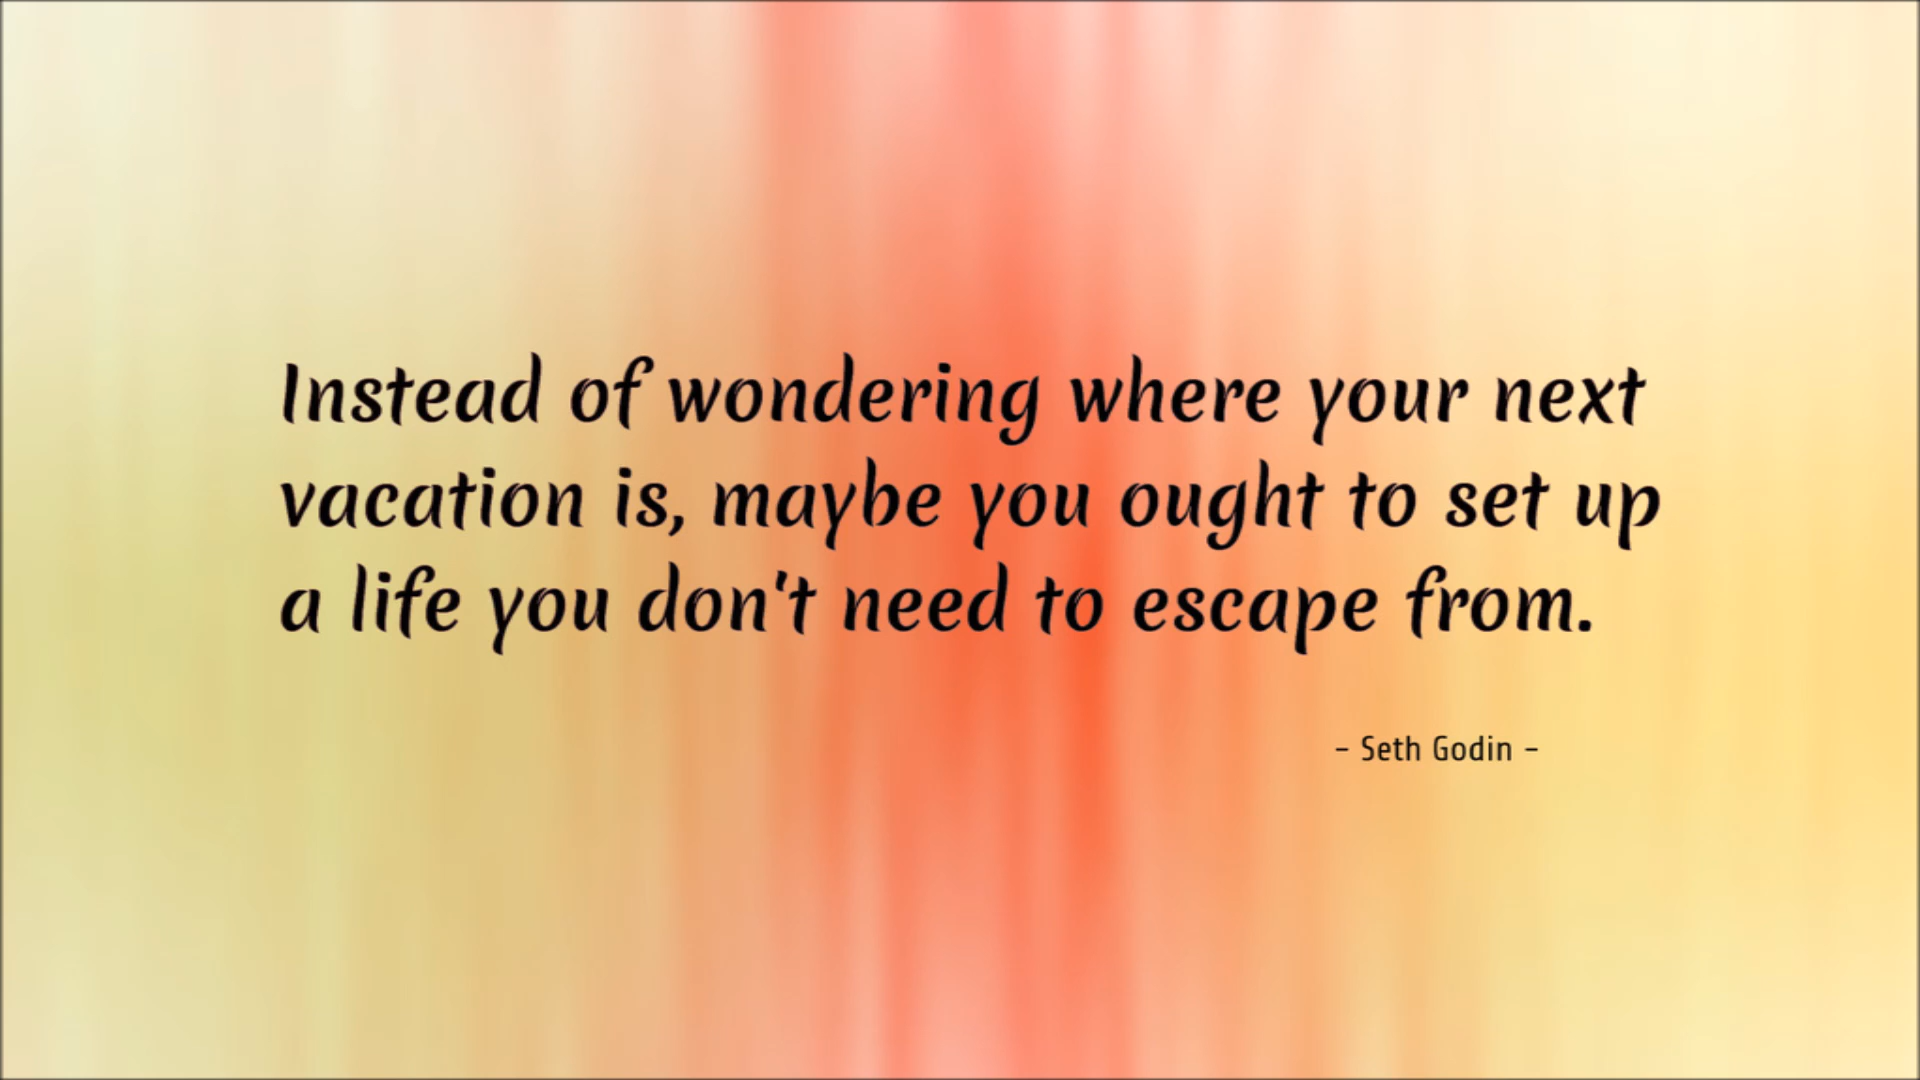 Instead of wondering where your next
vacation is, maybe you ought to set up
a life you don't need to escape from.
- Seth Godin -